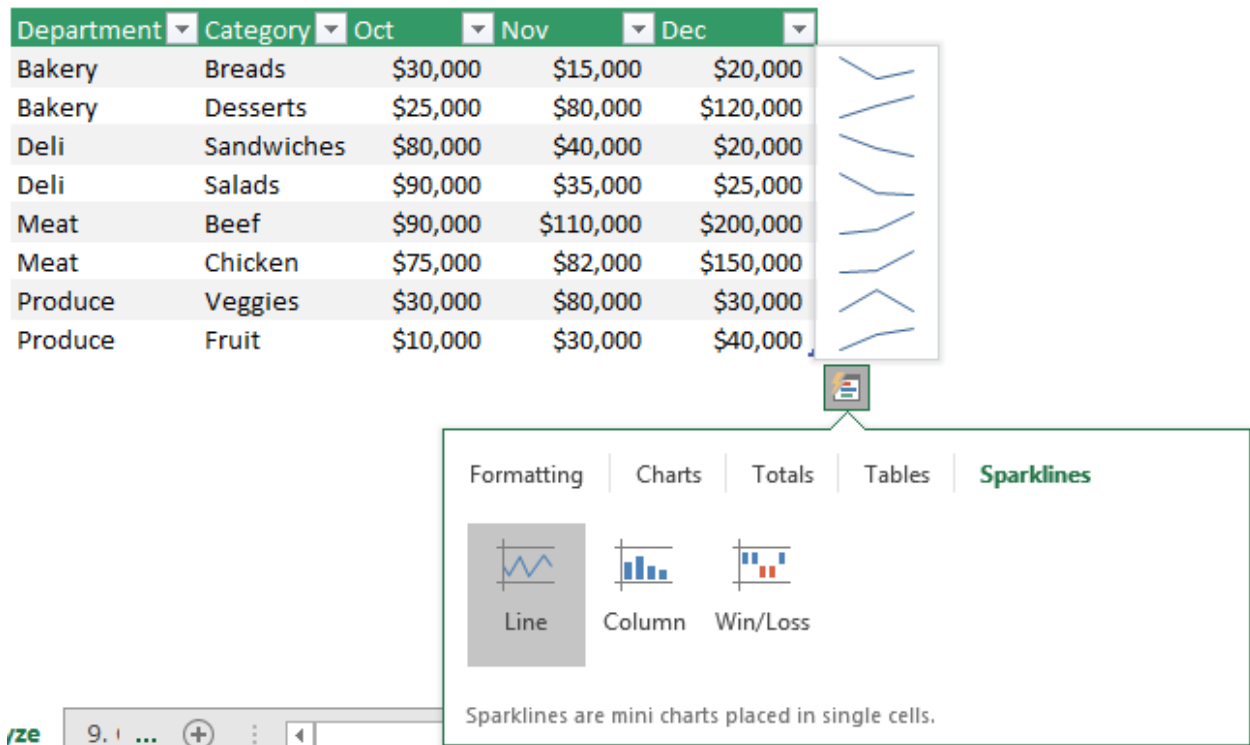 Department Category Oct Nov Dec
Bakery Breads $30,000 $15,000 $20,000
Bakery Desserts $25,000 $80,000 $120,000
Deli Sandwiches $80,000 $40,000 $20,000
Deli Salads $90,000 $35,000 $25,000
Meat Beef $90,000 $110,000 $200,000
Meat Chicken $75,000 $82,000 $150,000
Produce Veggies $30,000 $80,000 $30,000
Produce Fruit $10,000 $30,000 $40,000
Formatting Charts Totals Tables Sparklines
Line Column Win/Loss
Sparklines are mini charts placed in single cells.
yze 9. ...